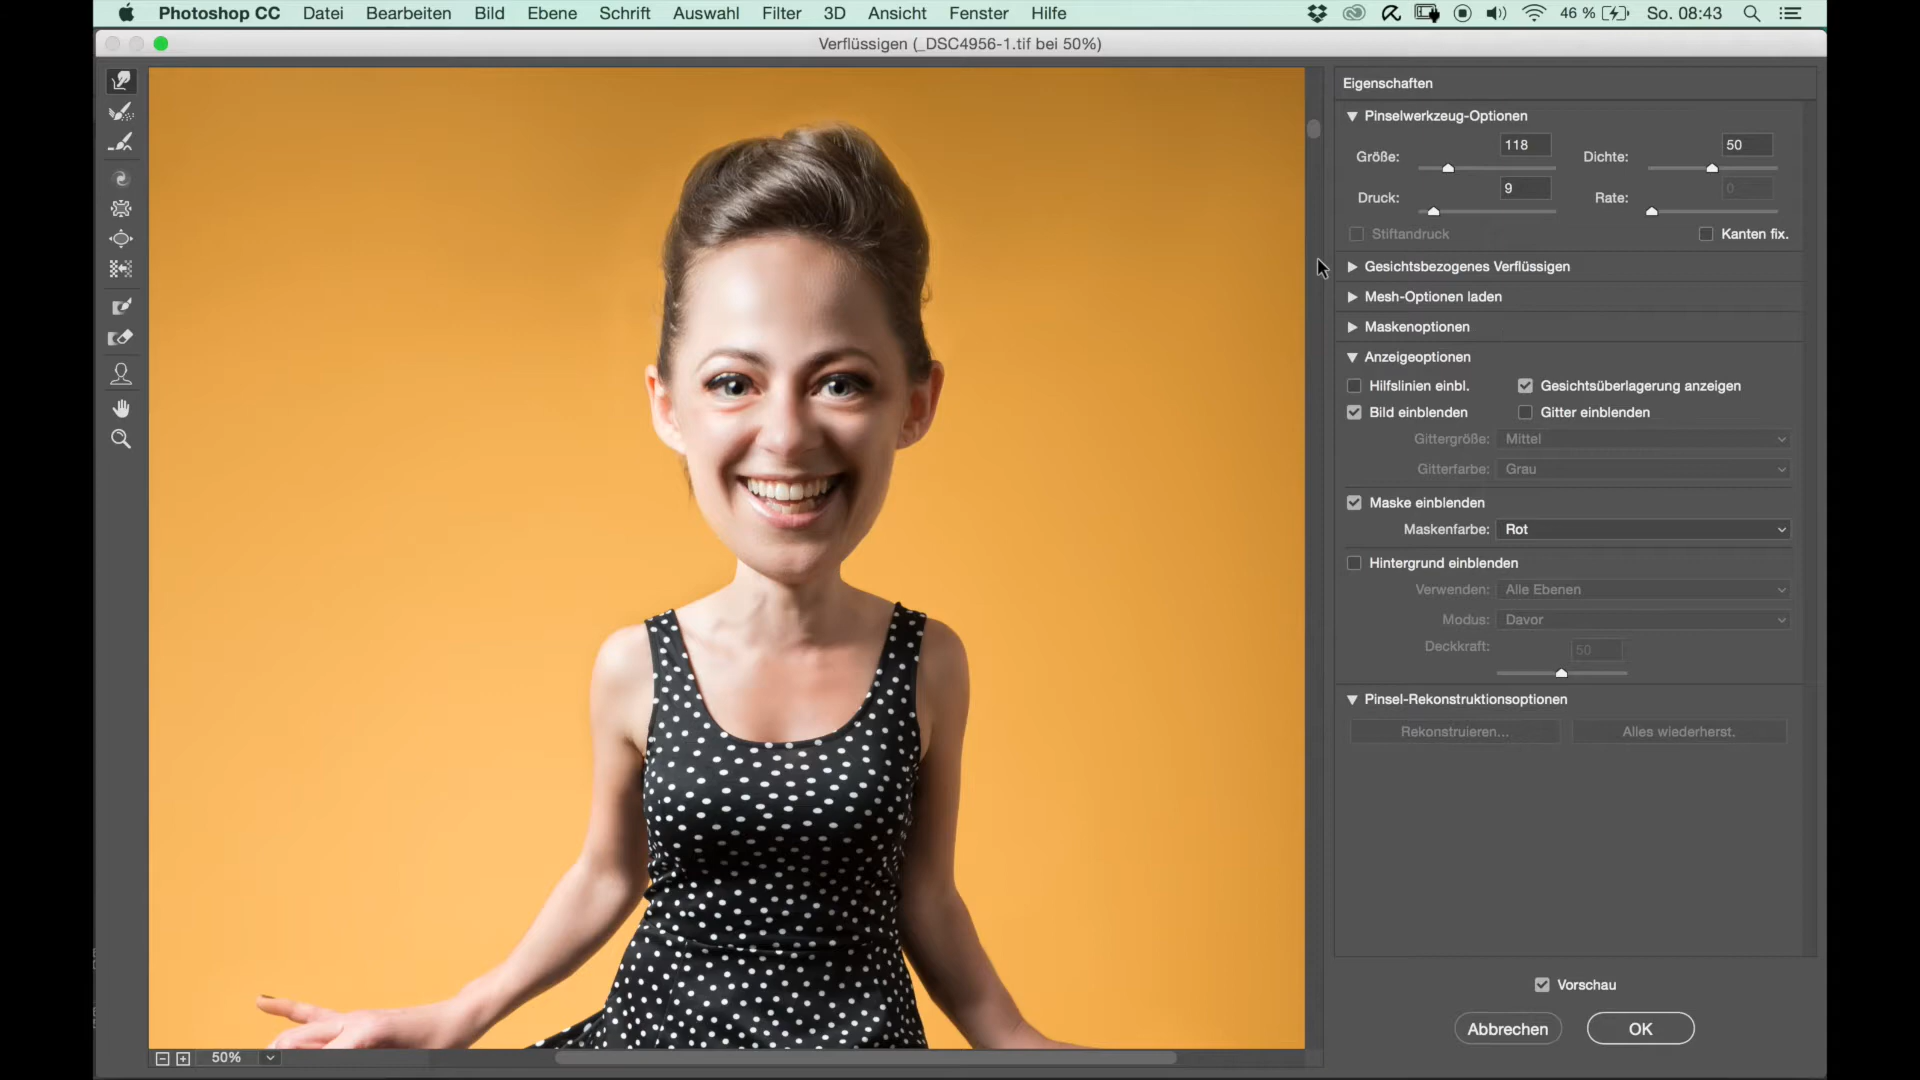 Photoshop CC Datei Bearbeiten Bild Ebene Schrift Auswahl Filter 3D Ansicht Fenster Hilfe 46 % So. 08:43
Verflüssigen (_DSC4956-1.tif bei 50%)
Eigenschaften
Pinselwerkzeug-Optionen
Größe: 118 Dichte: 50
Druck: 9 Rate: 0
Stiftandruck Kanten fix.
Gesichtsbezogenes Verflüssigen
Mesh-Optionen laden
Maskenoptionen
Anzeigeoptionen
Hilfslinien einbl. Gesichtsüberlagerung anzeigen
Bild einblenden Gitter einblenden
Gittergröße: Mittel
Gitterfarbe: Grau
Maske einblenden
Maskenfarbe: Rot
Hintergrund einblenden
Verwenden: Alle Ebenen
Modus: Davor
Deckkraft: 50
Pinsel-Rekonstruktionsoptionen
Rekonstruieren... Alles wiederherst.
Vorschau
Abbrechen OK
50%